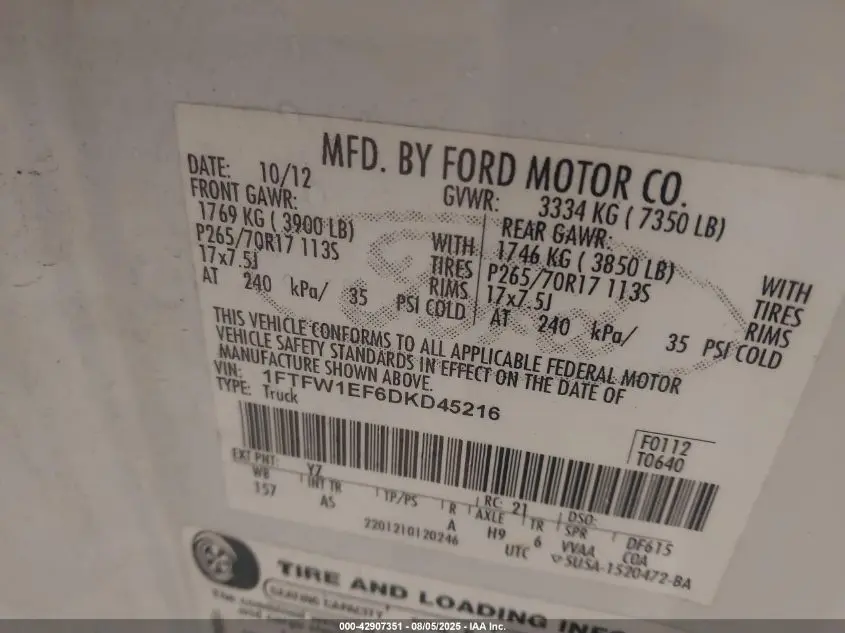 MFD. BY FORD MOTOR CO.
DATE: 10/12 GVWR: 3334 KG ( 7350 LB)
FRONT GAWR: REAR GAWR:
1769 KG ( 3900 LB) WITH 1746 KG ( 3850 LB) WITH
P265/70R17 113S TIRES P265/70R17 113S TIRES
17x7.5J RIMS 17x7.5J RIMS
AT 240 kPa/ 35 PSI COLD AT 240 kPa/ 35 PSI COLD
THIS VEHICLE CONFORMS TO ALL APPLICABLE FEDERAL MOTOR
VEHICLE SAFETY STANDARDS IN EFFECT ON THE DATE OF
MANUFACTURE SHOWN ABOVE.
VIN: 1FTFW1EF6DKD45216
TYPE: Truck
F0112
T0640
EXT PNT: YZ RC: 21 DSO:
WB INT TR TP/PS R AXLE TR SPR DF615
157 A5 A H9 6 VVAA CDA
2201210120246 UTC ▽SUSA-1520472-BA
TIRE AND LOADING
SEATING CAPACITY
000-42907351 - 08/05/2025 - IAA Inc.